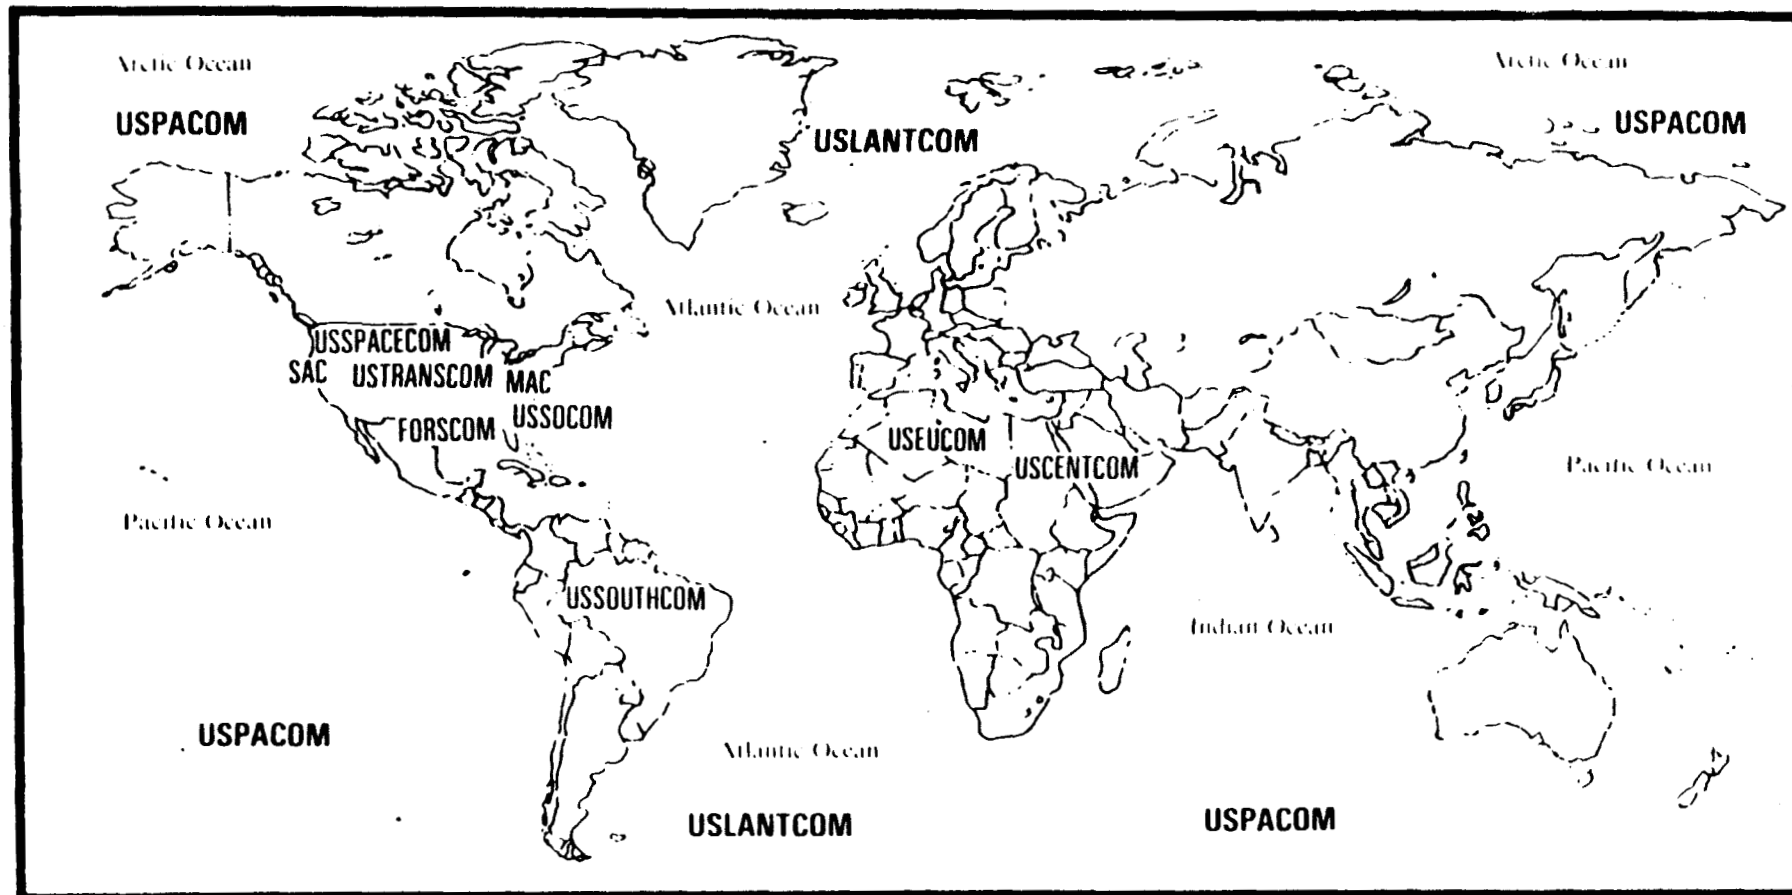 Arctic Ocean
Arctic Ocean
USPACOM
USLANTCOM
USPACOM
Atlantic Ocean
USSPACECOM
SAC
USTRANSCOM
MAC
USSOCOM
FORSCOM
USEUCOM
USCENTCOM
Pacific Ocean
Pacific Ocean
USSOUTHCOM
Indian Ocean
USPACOM
Atlantic Ocean
USLANTCOM
USPACOM